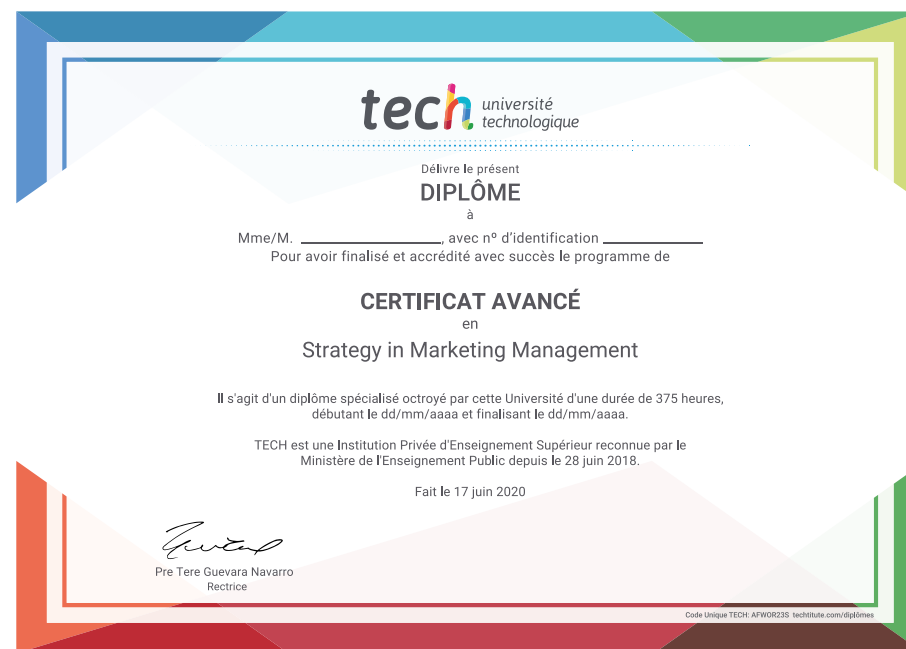 tech université
technologique
Délivre le présent
DIPLÔME
à
Mme/M. ____________________, avec nº d'identification ______________
Pour avoir finalisé et accrédité avec succès le programme de
CERTIFICAT AVANCÉ
en
Strategy in Marketing Management
Il s'agit d'un diplôme spécialisé octroyé par cette Université d'une durée de 375 heures,
débutant le dd/mm/aaaa et finalisant le dd/mm/aaaa.
TECH est une Institution Privée d'Enseignement Supérieur reconnue par le
Ministère de l'Enseignement Public depuis le 28 juin 2018.
Fait le 17 juin 2020
Pre Tere Guevara Navarro
Rectrice
Code Unique TECH: AFWOR23S techtitute.com/diplômes